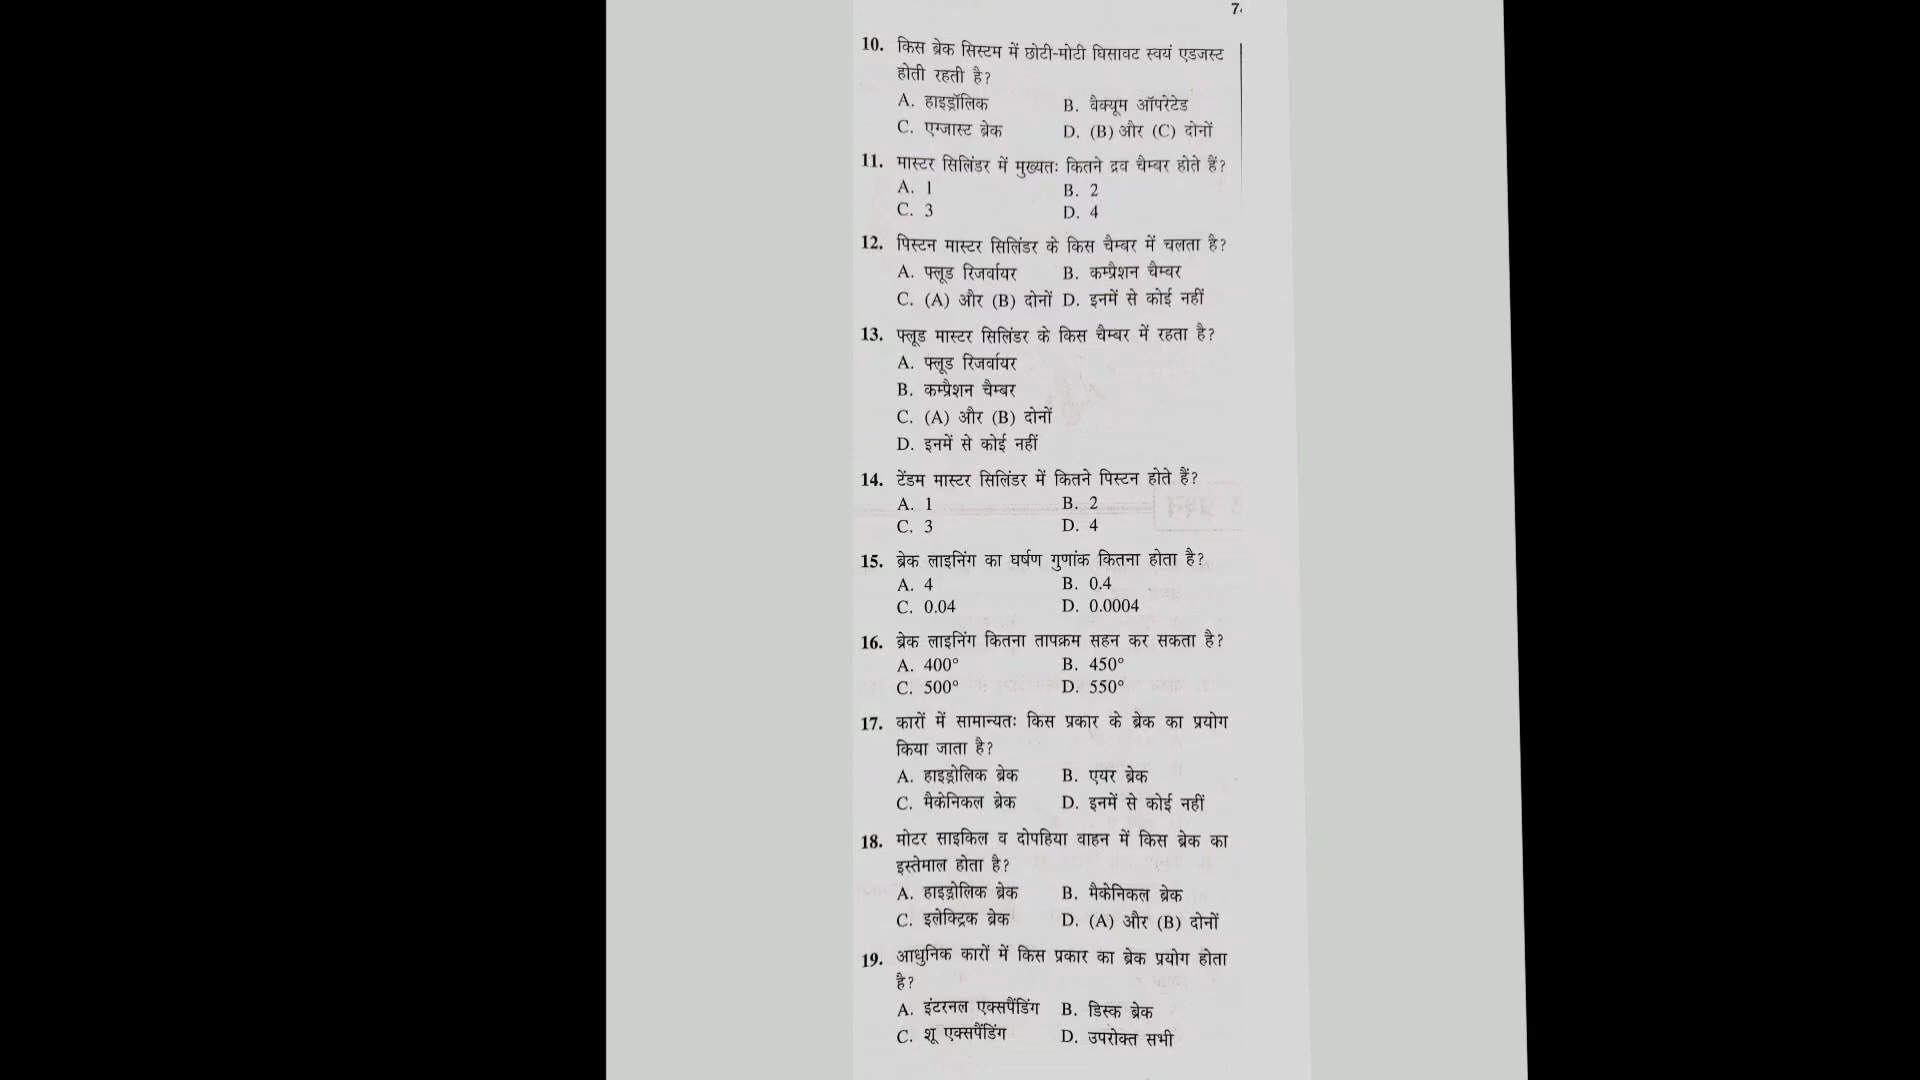 10. किस ब्रेक सिस्टम में छोटी-मोटी घिसावट स्वयं एडजस्ट
होती रहती है?
A. हाइड्रॉलिक B. वैक्यूम ऑपरेटेड
C. एग्जास्ट ब्रेक D. (B) और (C) दोनों
11. मास्टर सिलिंडर में मुख्यतः कितने द्रव चैम्बर होते हैं?
A. 1 B. 2
C. 3 D. 4
12. पिस्टन मास्टर सिलिंडर के किस चैम्बर में चलता है?
A. फ्लूड रिजर्वायर B. कम्प्रैशन चैम्बर
C. (A) और (B) दोनों D. इनमें से कोई नहीं
13. फ्लूड मास्टर सिलिंडर के किस चैम्बर में रहता है?
A. फ्लूड रिजर्वायर
B. कम्प्रैशन चैम्बर
C. (A) और (B) दोनों
D. इनमें से कोई नहीं
14. टेंडम मास्टर सिलिंडर में कितने पिस्टन होते हैं?
A. 1 B. 2
C. 3 D. 4
15. ब्रेक लाइनिंग का घर्षण गुणांक कितना होता है?
A. 4 B. 0.4
C. 0.04 D. 0.0004
16. ब्रेक लाइनिंग कितना तापक्रम सहन कर सकता है?
A. 400° B. 450°
C. 500° D. 550°
17. कारों में सामान्यतः किस प्रकार के ब्रेक का प्रयोग
किया जाता है?
A. हाइड्रोलिक ब्रेक B. एयर ब्रेक
C. मैकेनिकल ब्रेक D. इनमें से कोई नहीं
18. मोटर साइकिल व दोपहिया वाहन में किस ब्रेक का
इस्तेमाल होता है?
A. हाइड्रोलिक ब्रेक B. मैकेनिकल ब्रेक
C. इलेक्ट्रिक ब्रेक D. (A) और (B) दोनों
19. आधुनिक कारों में किस प्रकार का ब्रेक प्रयोग होता
है?
A. इंटरनल एक्सपैंडिंग B. डिस्क ब्रेक
C. शू एक्सपैंडिंग D. उपरोक्त सभी